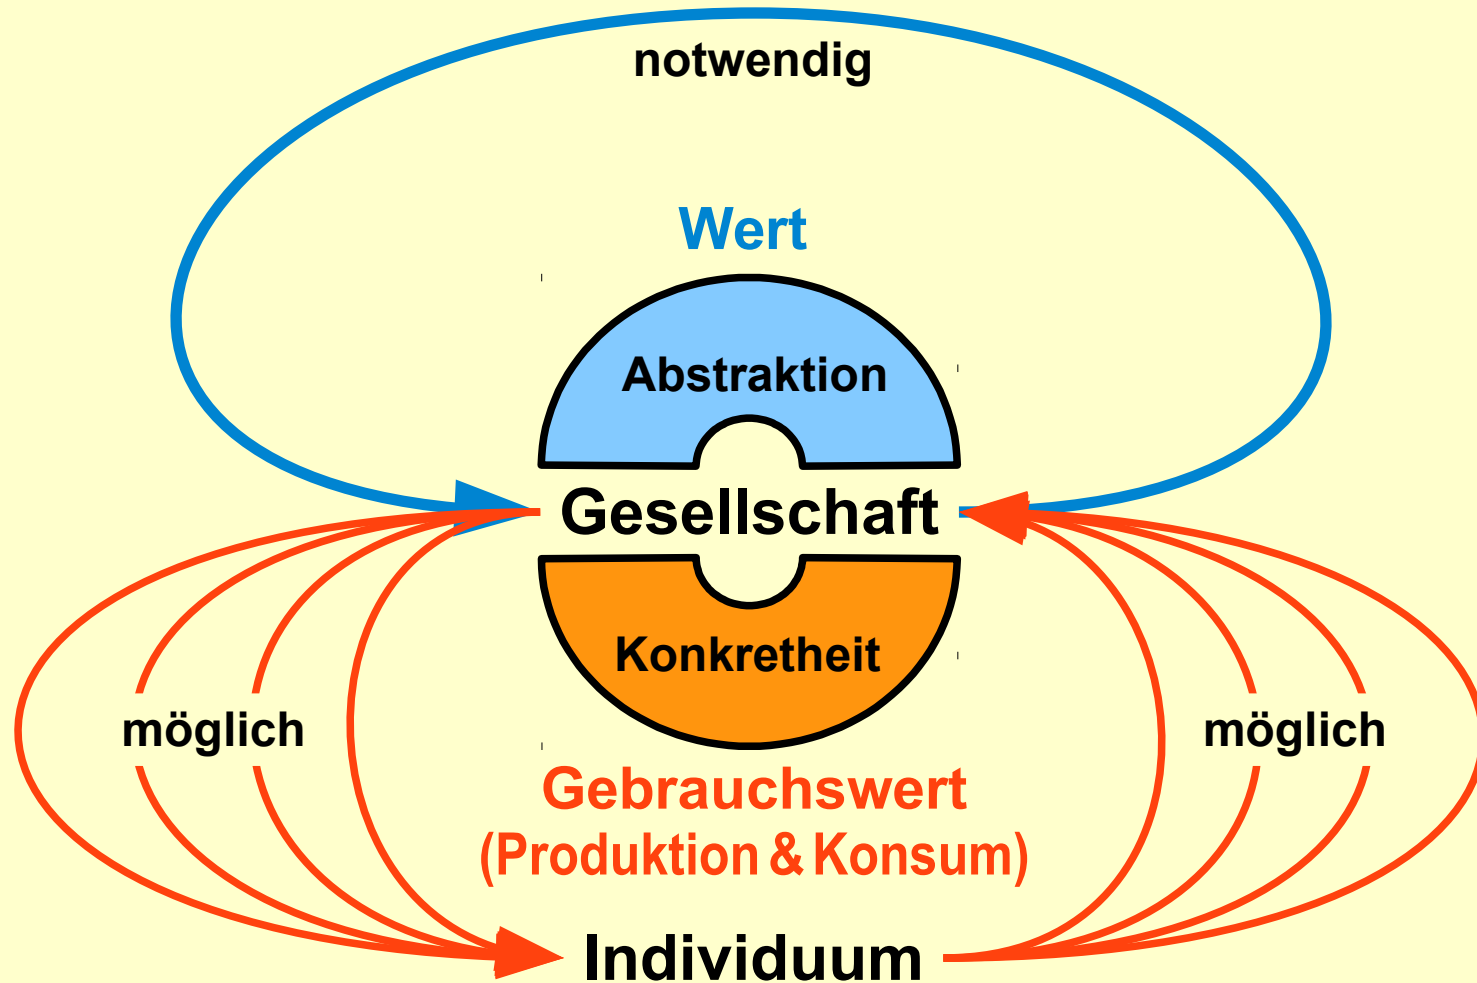 notwendig
Wert
Abstraktion
Gesellschaft
Konkretheit
möglich
möglich
Gebrauchswert
(Produktion & Konsum)
Individuum